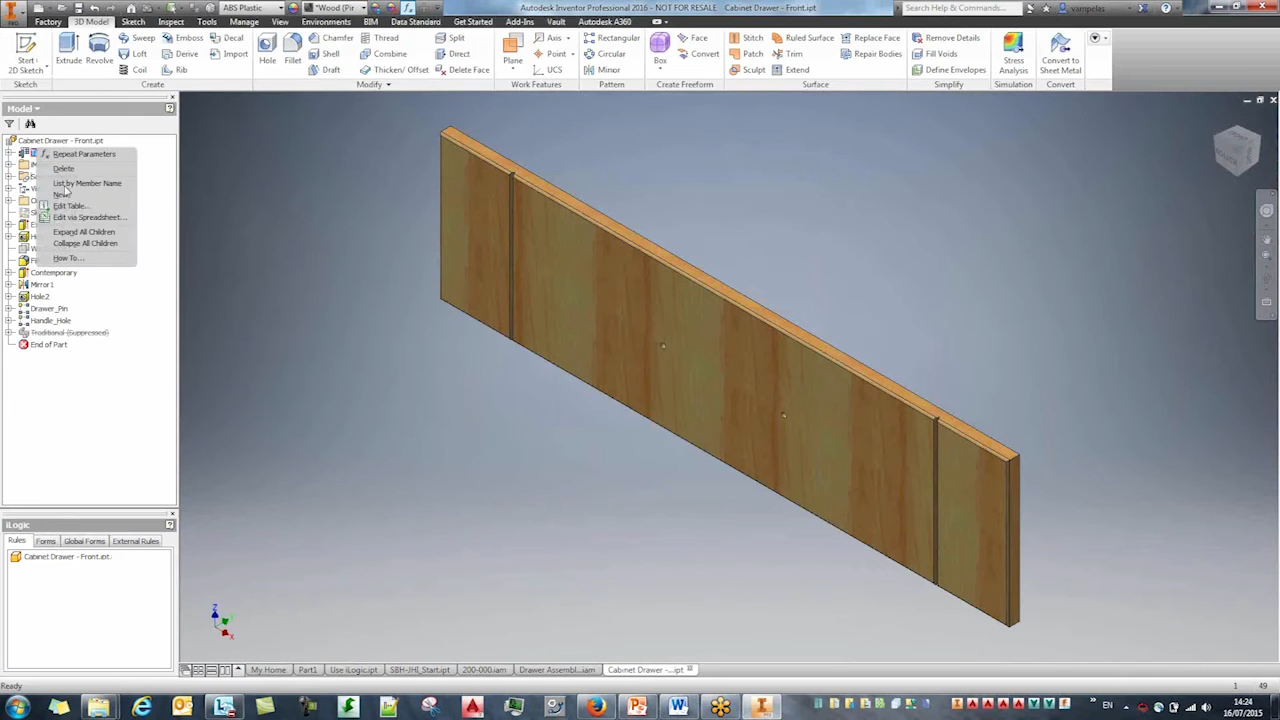 ABS Plastic
*Wood (Pir
Autodesk Inventor Professional 2016 - NOT FOR RESALE Cabinet Drawer - Front.ipt
Search Help & Commands...
vampelas
Factory 3D Model Sketch Inspect Tools Manage View Environments BIM Data Standard Get Started Add-Ins Vault Autodesk A360
Start 2D Sketch Extrude Revolve Sweep Emboss Decal Hole Fillet Chamfer Thread Split Plane Axis Rectangular Box Face Stitch Ruled Surface Replace Face Remove Details Stress Analysis Convert to Sheet Metal
Loft Derive Import Shell Combine Direct Point Circular Convert Patch Trim Repair Bodies Fill Voids
Coil Rib Draft Thicken/ Offset Delete Face UCS Mirror Sculpt Extend Define Envelopes
Sketch Create Modify Work Features Pattern Create Freeform Surface Simplify Simulation Convert
Model
Cabinet Drawer - Front.ipt
Repeat Parameters
Delete
List by Member Name
Edit Table...
Edit via Spreadsheet...
Expand All Children
Collapse All Children
How To...
Contemporary
Mirror1
Hole2
Drawer_Pin
Handle_Hole
Traditional (Suppressed)
End of Part
iLogic
Rules Forms Global Forms External Rules
Cabinet Drawer - Front.ipt
Z
X
My Home Part1 Use iLogic.ipt SBH-JHI_Start.ipt 200-000.iam Drawer Assembl...iam Cabinet Drawer -...ipt
Ready
1 49
EN
14:24
16/07/2015